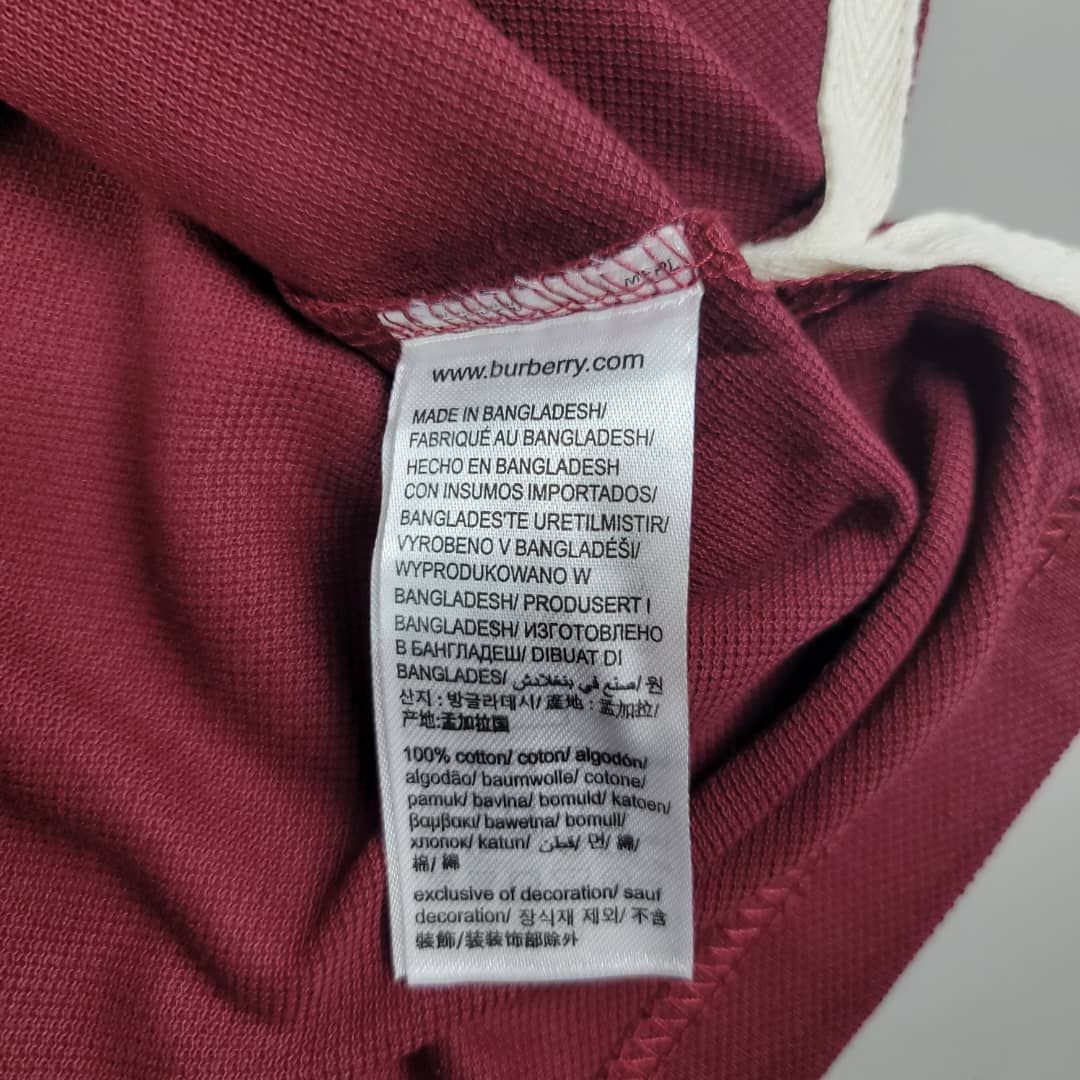 www.burberry.com
MADE IN BANGLADESH/
FABRIQUÉ AU BANGLADESH/
HECHO EN BANGLADESH
CON INSUMOS IMPORTADOS/
BANGLADES'TE URETILMISTIR/
VYROBENO V BANGLADÉŠI/
WYPRODUKOWANO W
BANGLADESH/ PRODUSERT I
BANGLADESH/ ИЗГОТОВЛЕНО
В БАНГЛАДЕШ/ DIBUAT DI
BANGLADES/ صنع في بنغلادش/ 원
산지 : 방글라데시/ 產地 : 孟加拉/
产地:孟加拉国
100% cotton/ coton/ algodón/
algodão/ baumwolle/ cotone/
pamuk/ bavlna/ bomuld/ katoen/
βαμβακι/ bawełna/ bomull/
хлопок/ katun/ قطن/ 면/ 綿/
棉/ 綿
exclusive of decoration/ sauf
decoration/ 장식재 제외/ 不含
裝飾/装装饰部除外